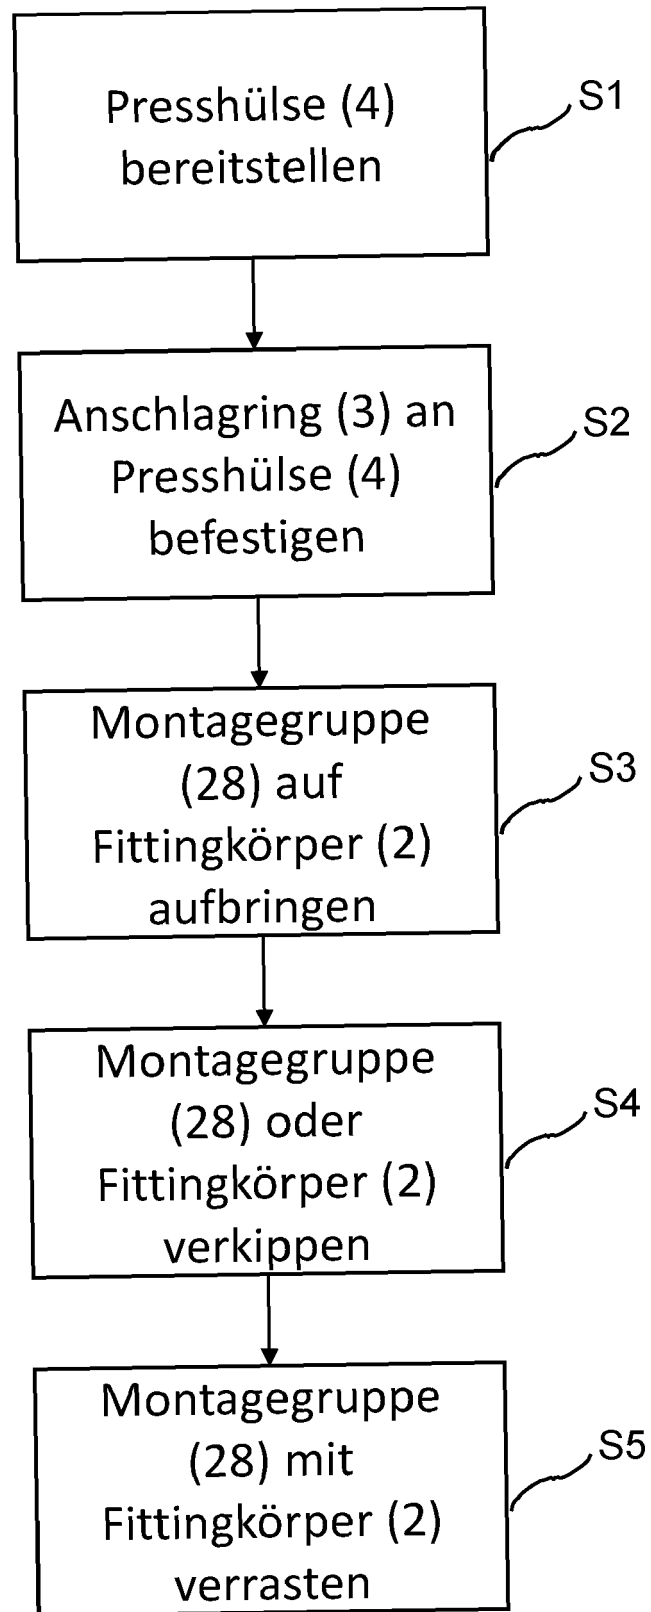 Presshülse (4)
bereitstellen
S1
Anschlagring (3) an
Presshülse (4)
befestigen
S2
Montagegruppe
(28) auf
Fittingkörper (2)
aufbringen
S3
Montagegruppe
(28) oder
Fittingkörper (2)
verkippen
S4
Montagegruppe
(28) mit
Fittingkörper (2)
verrasten
S5